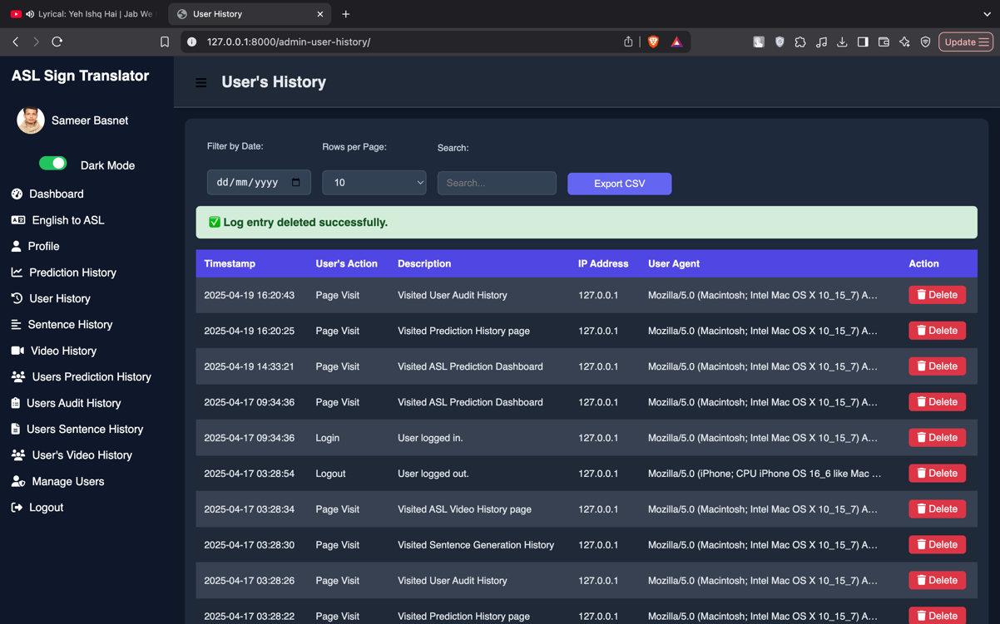 Lyrical: Yeh Ishq Hai | Jab We
User History
127.0.0.1:8000/admin-user-history/
Update
ASL Sign Translator
Sameer Basnet
Dark Mode
Dashboard
English to ASL
Profile
Prediction History
User History
Sentence History
Video History
Users Prediction History
Users Audit History
Users Sentence History
User's Video History
Manage Users
Logout
User's History
Filter by Date: Rows per Page: Search:
dd/mm/yyyy 10 Search... Export CSV
✅ Log entry deleted successfully.
Timestamp User's Action Description IP Address User Agent Action
2025-04-19 16:20:43 Page Visit Visited User Audit History 127.0.0.1 Mozilla/5.0 (Macintosh; Intel Mac OS X 10_15_7) A... Delete
2025-04-19 16:20:25 Page Visit Visited Prediction History page 127.0.0.1 Mozilla/5.0 (Macintosh; Intel Mac OS X 10_15_7) A... Delete
2025-04-19 14:33:21 Page Visit Visited ASL Prediction Dashboard 127.0.0.1 Mozilla/5.0 (Macintosh; Intel Mac OS X 10_15_7) A... Delete
2025-04-17 09:34:36 Page Visit Visited ASL Prediction Dashboard 127.0.0.1 Mozilla/5.0 (Macintosh; Intel Mac OS X 10_15_7) A... Delete
2025-04-17 09:34:36 Login User logged in. 127.0.0.1 Mozilla/5.0 (Macintosh; Intel Mac OS X 10_15_7) A... Delete
2025-04-17 03:28:54 Logout User logged out. 127.0.0.1 Mozilla/5.0 (iPhone; CPU iPhone OS 16_6 like Mac ... Delete
2025-04-17 03:28:34 Page Visit Visited ASL Video History page 127.0.0.1 Mozilla/5.0 (Macintosh; Intel Mac OS X 10_15_7) A... Delete
2025-04-17 03:28:30 Page Visit Visited Sentence Generation History 127.0.0.1 Mozilla/5.0 (Macintosh; Intel Mac OS X 10_15_7) A... Delete
2025-04-17 03:28:26 Page Visit Visited User Audit History 127.0.0.1 Mozilla/5.0 (Macintosh; Intel Mac OS X 10_15_7) A... Delete
2025-04-17 03:28:22 Page Visit Visited Prediction History page 127.0.0.1 Mozilla/5.0 (Macintosh; Intel Mac OS X 10_15_7) A... Delete